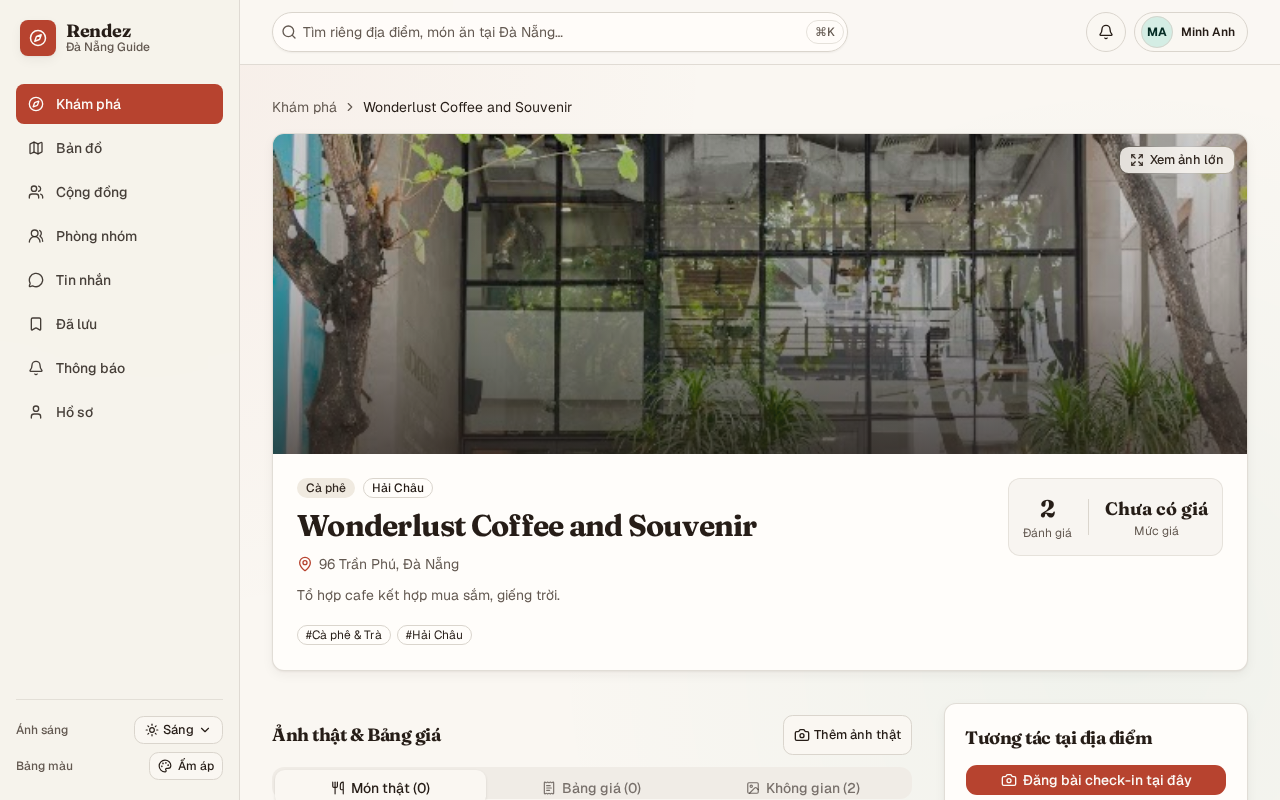 Rendez
Đà Nẵng Guide
Khám phá
Bản đồ
Cộng đồng
Phòng nhóm
Tin nhắn
Đã lưu
Thông báo
Hồ sơ
Ánh sáng
Sáng
Bảng màu
Ấm áp
Tìm riêng địa điểm, món ăn tại Đà Nẵng...
⌘K
MA
Minh Anh
Khám phá
Wonderlust Coffee and Souvenir
Xem ảnh lớn
Cà phê
Hải Châu
Wonderlust Coffee and Souvenir
96 Trần Phú, Đà Nẵng
Tổ hợp cafe kết hợp mua sắm, giếng trời.
#Cà phê & Trà
#Hải Châu
2
Đánh giá
Chưa có giá
Mức giá
Ảnh thật & Bảng giá
Thêm ảnh thật
Món thật (0)
Bảng giá (0)
Không gian (2)
Tương tác tại địa điểm
Đăng bài check-in tại đây